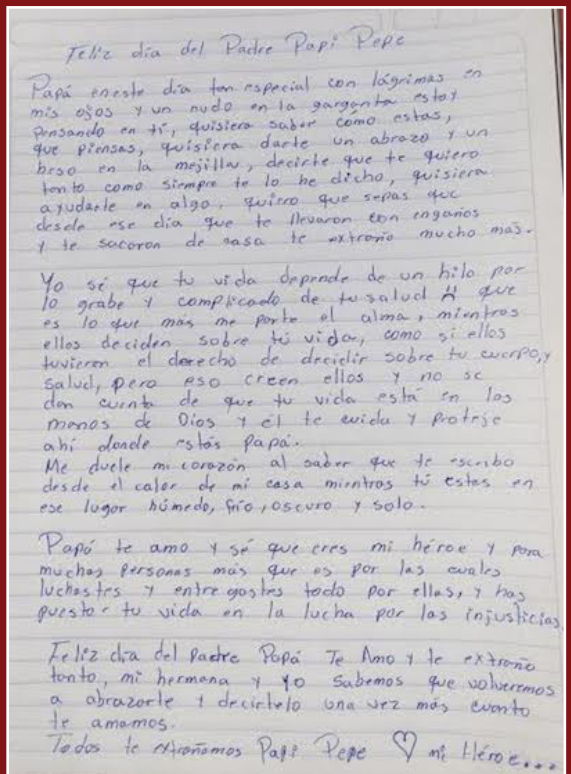 Feliz día del Padre Papi Pepe
Papá eneste día tan especial con lágrimas en
mis ojos y un nudo en la garganta estoy
pensando en tí, quisiera saber como estas,
que piensas, quisiera darte un abrazo y un
beso en la mejilla, decirte que te quiero
tanto como siempre te lo he dicho, quisiera
ayudarle en algo, quiero que sepas que
desde ese día que te llevaron con engaños
y te sacaron de casa te extraño mucho más.
Yo sé que tu vida depende de un hilo por
lo grabe y complicado de tu salud y que
es lo que más me parte el alma, mientras
ellos deciden sobre tú vida, como si ellos
tuvieran el derecho de decidir sobre tu cuerpo, y
salud, pero eso creen ellos y no se
dan cuenta de que tu vida está en las
manos de Dios y él te cuida y proteje
ahí donde estás papá.
Me duele mi corazón al saber que te escribo
desde el calor de mi casa mientras tú estas en
ese lugar húmedo, frío, oscuro y solo.
Papá te amo y sé que eres mi héroe y para
muchas personas más que es por las cuales
luchastes y entregastes todo por ellas, y has
puesto tu vida en la lucha por las injusticias
Feliz día del Padre Papá Te Amo y te extraño
tanto, mi hermana y yo sabemos que volveremos
a abrazarte y decirtelo una vez más cuanto
te amamos.
Todos te extrañamos Papi Pepe ♡ mi Héroe...